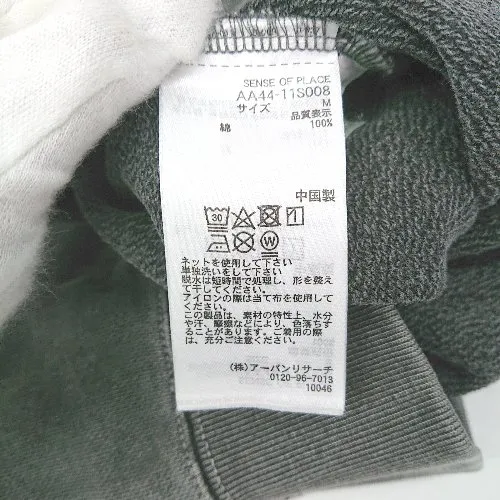 SENSE OF PLACE
AA44-11S008
サイズ M
品質表示
綿 100%
中国製
30
W
ネットを使用して下さい
単独洗いをして下さい
脱水は短時間で処理し、形を整え
て干してください。
アイロンの際は当て布を使用して下
さい。
この製品は、素材の特性上、水分
や汗、摩擦などにより、色落ちす
ることがあります。ご着用の際
は、充分ご注意ください。
(株)アーバンリサーチ
0120-96-7013
10046